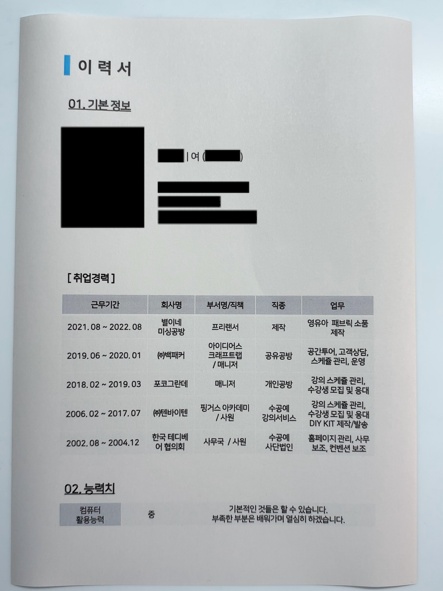 이 력 서
01. 기본 정보
| 여 ( )
[ 취업경력 ]
근무기간 회사명 부서명/직책 직종 업무
2021. 08 ~ 2022. 08 별이네 미싱공방 프리랜서 제작 영유아 패브릭 소품 제작
2019. 06 ~ 2020. 01 ㈜백패커 아이디어스 크래프트랩 / 매니저 공유공방 공간투어, 고객상담, 스케쥴 관리, 운영
2018. 02 ~ 2019. 03 포코그란데 매니저 개인공방 강의 스케쥴 관리, 수강생 모집 및 응대
2006. 02 ~ 2017. 07 ㈜텐바이텐 핑거스 아카데미 / 사원 수공예 강의서비스 강의 스케쥴 관리, 수강생 모집 및 응대 DIY KIT 제작/발송
2002. 08 ~ 2004.12 한국 테디베어 협의회 사무국 / 사원 수공예 사단법인 홈페이지 관리, 사무 보조, 컨벤션 보조
02. 능력치
컴퓨터 활용능력 중 기본적인 것들은 할 수 있습니다.
부족한 부분은 배워가며 열심히 하겠습니다.